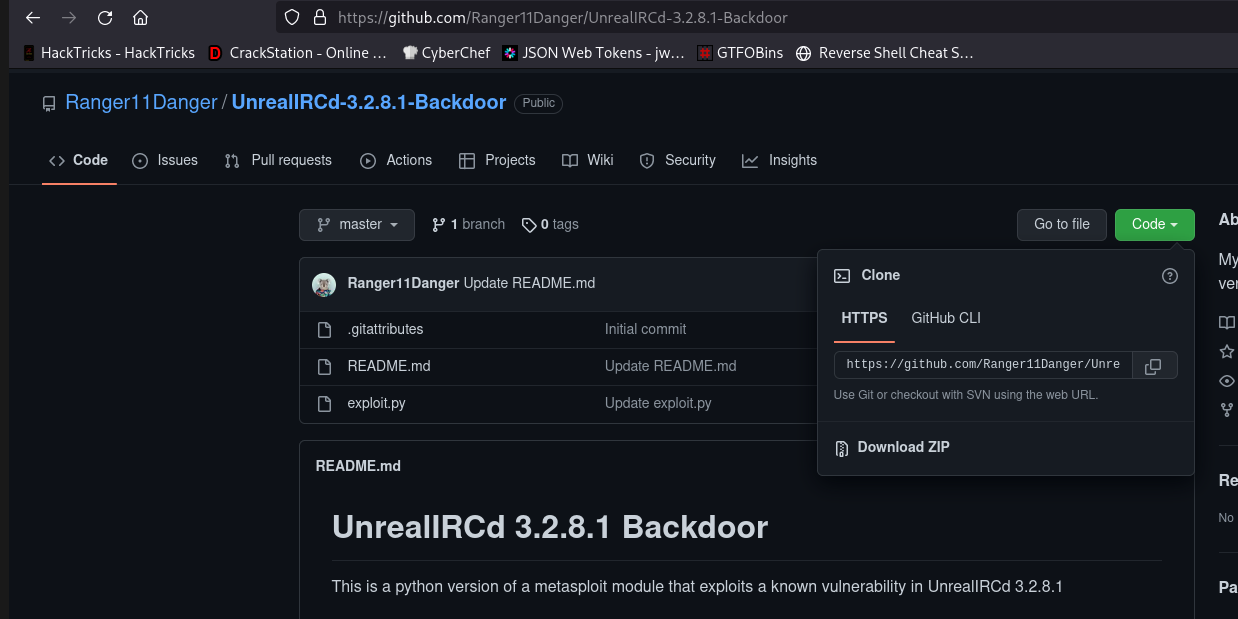 https://github.com/Ranger11Danger/UnrealIRCd-3.2.8.1-Backdoor
HackTricks - HackTricks CrackStation - Online ... CyberChef JSON Web Tokens - jw... GTFOBins Reverse Shell Cheat S...
Ranger11Danger / UnrealIRCd-3.2.8.1-Backdoor Public
Code Issues Pull requests Actions Projects Wiki Security Insights
master 1 branch 0 tags Go to file Code
Ab
Clone
Ranger11Danger Update README.md
My
ver
HTTPS GitHub CLI
.gitattributes Initial commit
README.md Update README.md
https://github.com/Ranger11Danger/Unre
Use Git or checkout with SVN using the web URL.
exploit.py Update exploit.py
Download ZIP
README.md
Re
No
UnrealIRCd 3.2.8.1 Backdoor
This is a python version of a metasploit module that exploits a known vulnerability in UnrealIRCd 3.2.8.1
Pa